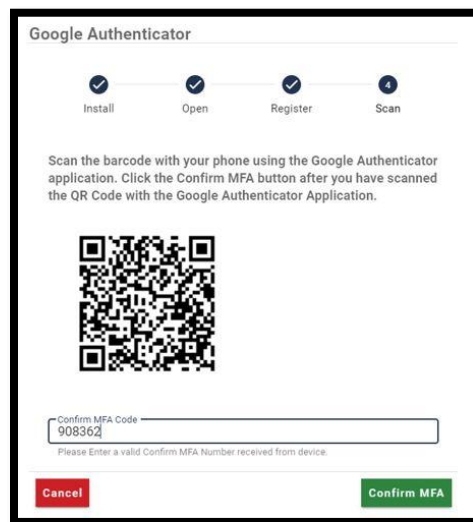 Google Authenticator
4
Install Open Register Scan
Scan the barcode with your phone using the Google Authenticator
application. Click the Confirm MFA button after you have scanned
the QR Code with the Google Authenticator Application.
Confirm MFA Code
908362
Please Enter a valid Confirm MFA Number received from device.
Cancel Confirm MFA